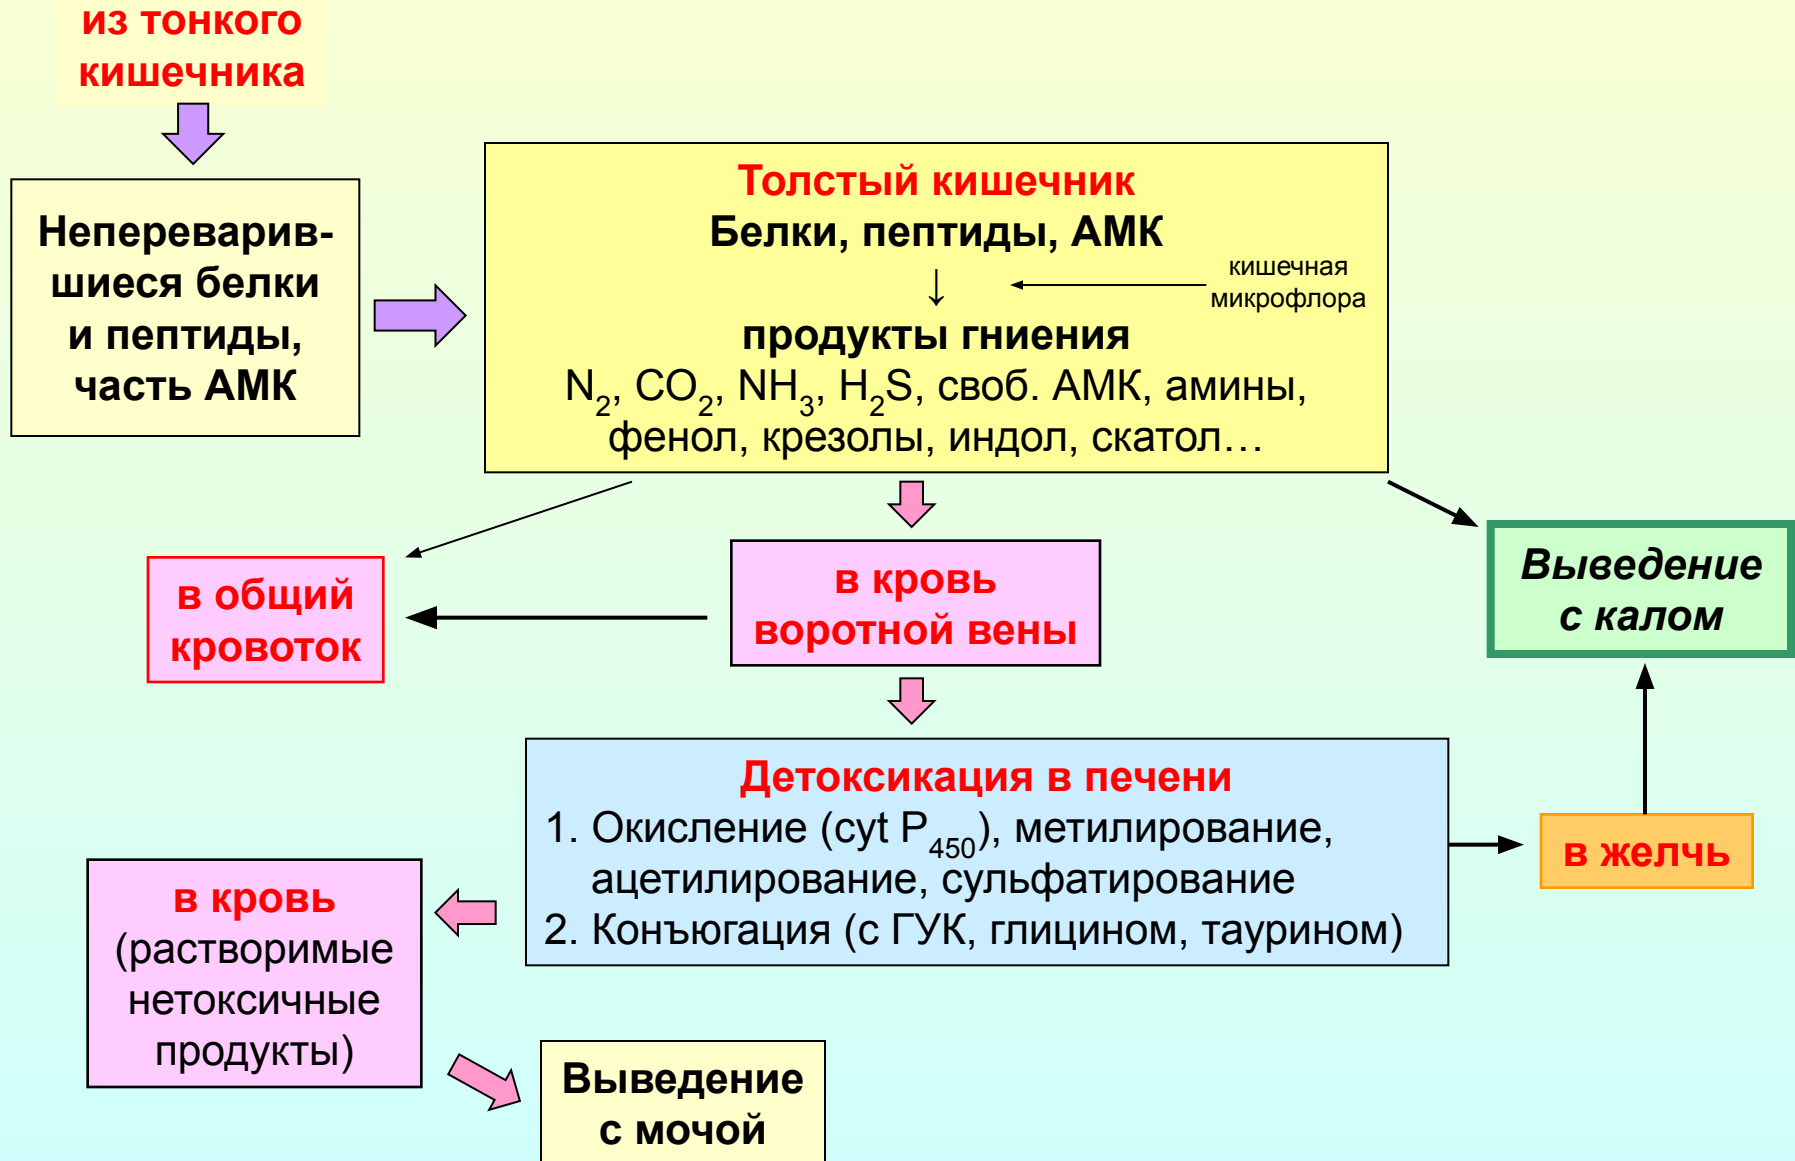 из тонкого
кишечника
Непереварив-
шиеся белки
и пептиды,
часть АМК
Толстый кишечник
Белки, пептиды, АМК
↓
кишечная
микрофлора
продукты гниения
N₂, CO₂, NH₃, H₂S, своб. АМК, амины,
фенол, крезолы, индол, скатол…
в общий
кровоток
в кровь
воротной вены
Выведение
с калом
Детоксикация в печени
1. Окисление (cyt P₄₅₀), метилирование,
ацетилирование, сульфатирование
2. Конъюгация (с ГУК, глицином, таурином)
в желчь
в кровь
(растворимые
нетоксичные
продукты)
Выведение
с мочой